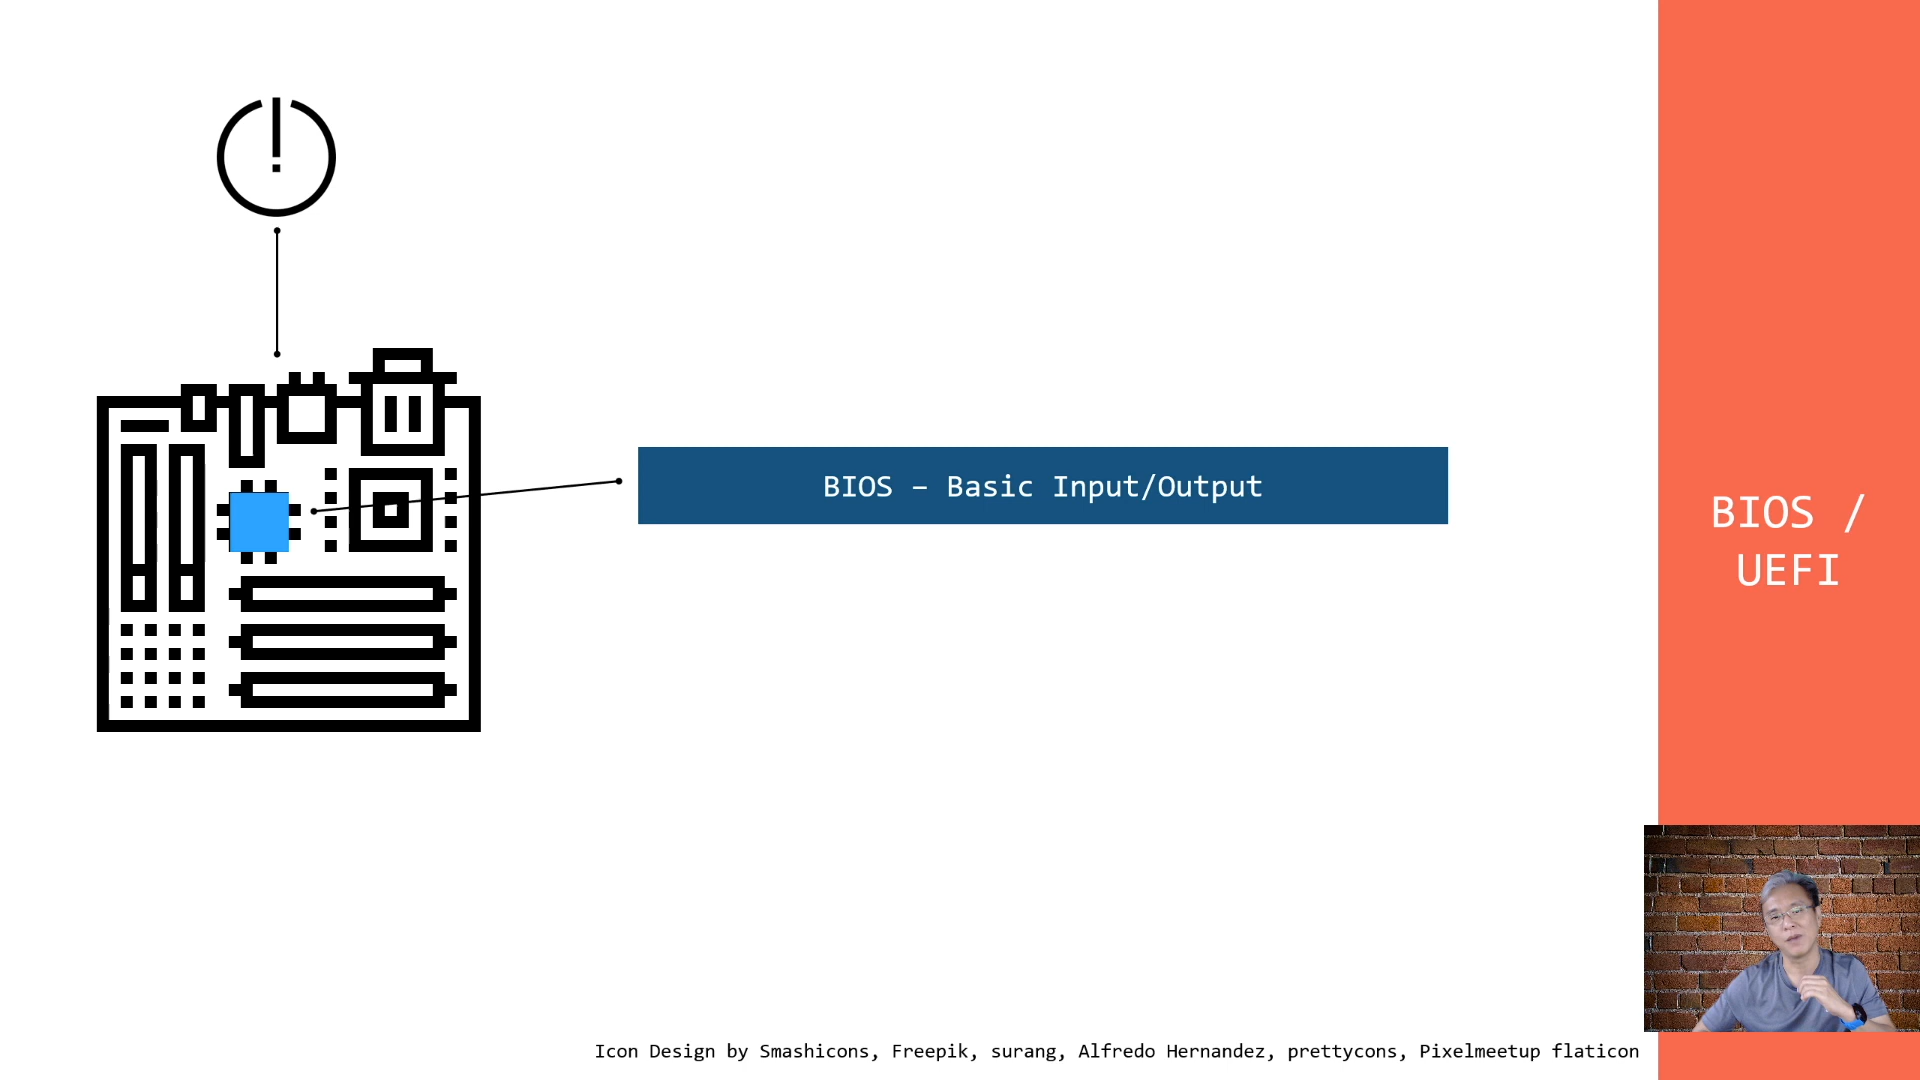 BIOS – Basic Input/Output
BIOS /
UEFI
Icon Design by Smashicons, Freepik, surang, Alfredo Hernandez, prettycons, Pixelmeetup flaticon